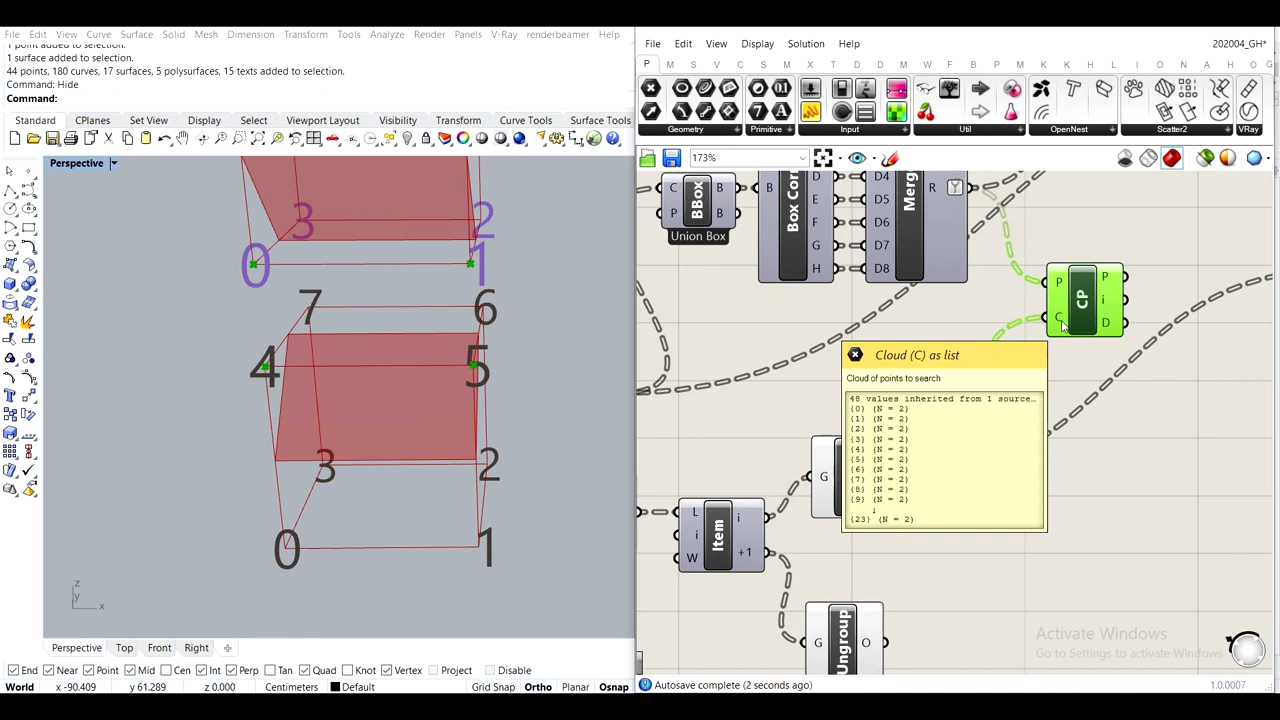 File Edit View Curve Surface Solid Mesh Dimension Transform Tools Analyze Render Panels V-Ray renderbeamer Help
1 point added to selection.
1 surface added to selection.
44 points, 180 curves, 17 surfaces, 5 polysurfaces, 15 texts added to selection.
Command: Hide
Command:
Standard CPlanes Set View Display Select Viewport Layout Visibility Transform Curve Tools Surface Tools
Perspective
3 2
0 1
7 6
4 5
3 2
0 1
z
y
x
Perspective Top Front Right
End Near Point Mid Cen Int Perp Tan Quad Knot Vertex Project Disable
World x -90.409 y 61.289 z 0.000 Centimeters Default Grid Snap Ortho Planar Osnap
File Edit View Display Solution Help 202004_GH*
P M S V C S M X D D D M W F B P M K K B H L E O G
Geometry Primitive Input Util OpenNest Scatter2 VRay
173%
C P BBox B B
Union Box
B Box Cor D E F G H
D4 D5 D6 D7 D8 Merg R
P C CP P i D
Cloud (C) as list
Cloud of points to search
48 values inherited from 1 source…
{0} (N = 2)
{1} (N = 2)
{2} (N = 2)
{3} (N = 2)
{4} (N = 2)
{5} (N = 2)
{6} (N = 2)
{7} (N = 2)
{8} (N = 2)
{9} (N = 2)
↓
{23} (N = 2)
G
L i W Item i +1
G Ungroup O
Activate Windows
Go to Settings to activate Windows.
Autosave complete (2 seconds ago) 1.0.0007